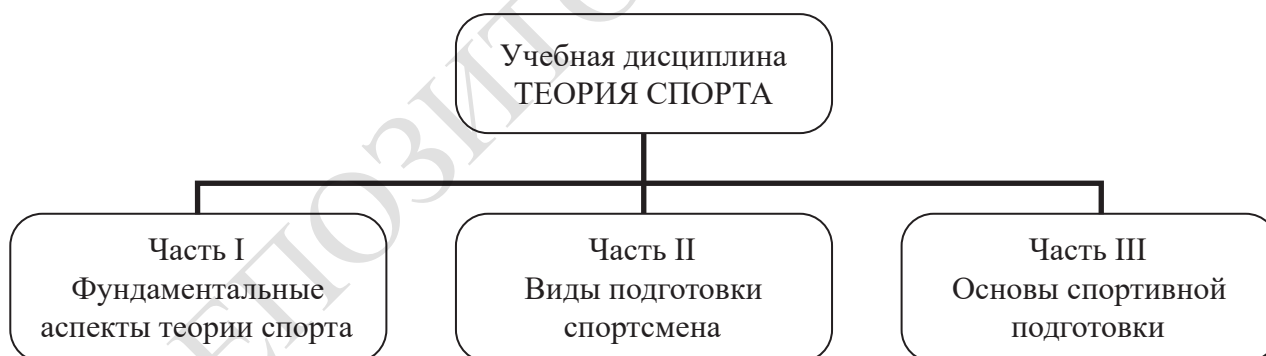 Учебная дисциплина
ТЕОРИЯ СПОРТА
Часть I
Фундаментальные
аспекты теории спорта
Часть II
Виды подготовки
спортсмена
Часть III
Основы спортивной
подготовки